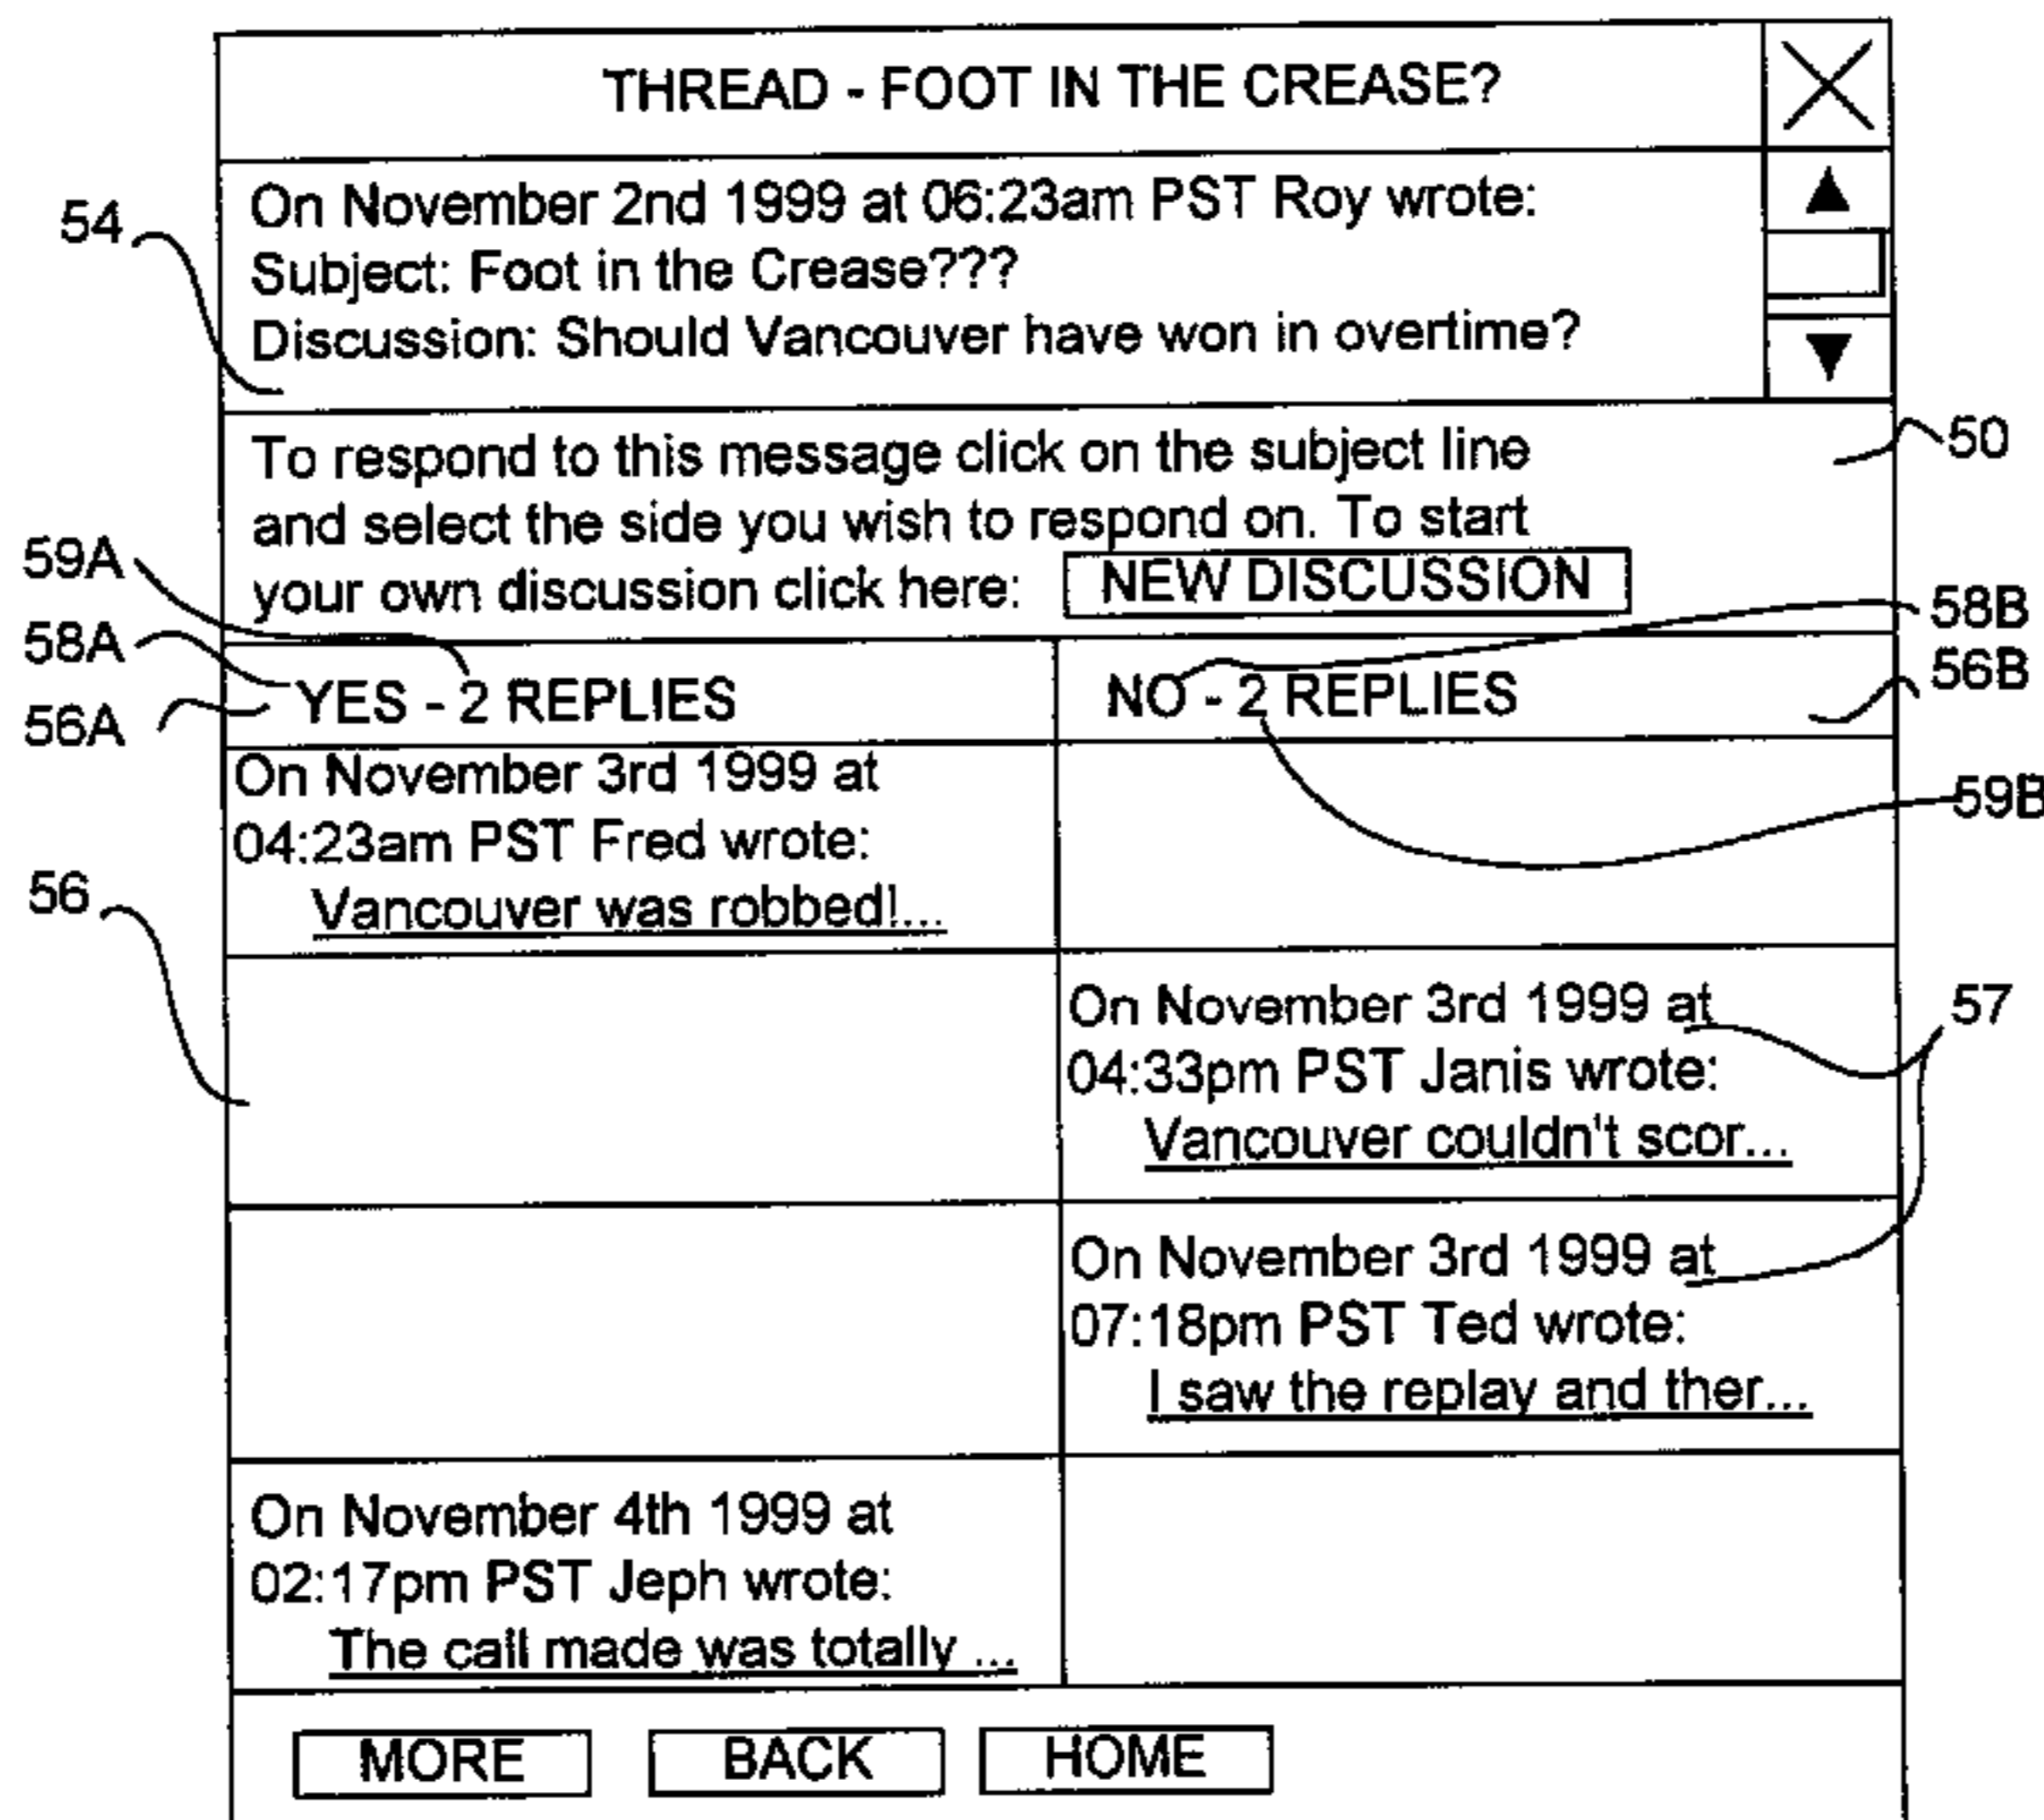 THREAD - FOOT IN THE CREASE?
On November 2nd 1999 at 06:23am PST Roy wrote:
Subject: Foot in the Crease???
Discussion: Should Vancouver have won in overtime?
54
To respond to this message click on the subject line
and select the side you wish to respond on. To start
your own discussion click here: NEW DISCUSSION
50
59A
58A
56A
YES - 2 REPLIES
NO - 2 REPLIES
58B
56B
59B
On November 3rd 1999 at
04:23am PST Fred wrote:
Vancouver was robbed!...
56
On November 3rd 1999 at
04:33pm PST Janis wrote:
Vancouver couldn't scor...
57
On November 3rd 1999 at
07:18pm PST Ted wrote:
I saw the replay and ther...
On November 4th 1999 at
02:17pm PST Jeph wrote:
The call made was totally ...
MORE BACK HOME